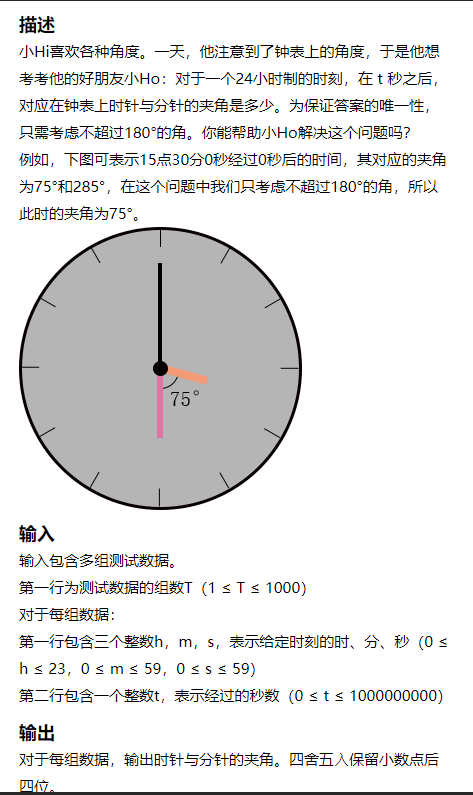 描述
小Hi喜欢各种角度。一天，他注意到了钟表上的角度，于是他想
考考他的好朋友小Ho：对于一个24小时制的时刻，在 t 秒之后，
对应在钟表上时针与分针的夹角是多少。为保证答案的唯一性，
只需考虑不超过180°的角。你能帮助小Ho解决这个问题吗？
例如，下图可表示15点30分0秒经过0秒后的时间，其对应的夹角
为75°和285°，在这个问题中我们只考虑不超过180°的角，所以
此时的夹角为75°。
75°
输入
输入包含多组测试数据。
第一行为测试数据的组数T（1 ≤ T ≤ 1000）
对于每组数据：
第一行包含三个整数h，m，s，表示给定时刻的时、分、秒（0 ≤
h ≤ 23，0 ≤ m ≤ 59，0 ≤ s ≤ 59）
第二行包含一个整数t，表示经过的秒数（0 ≤ t ≤ 1000000000）
输出
对于每组数据，输出时针与分针的夹角。四舍五入保留小数点后
四位。